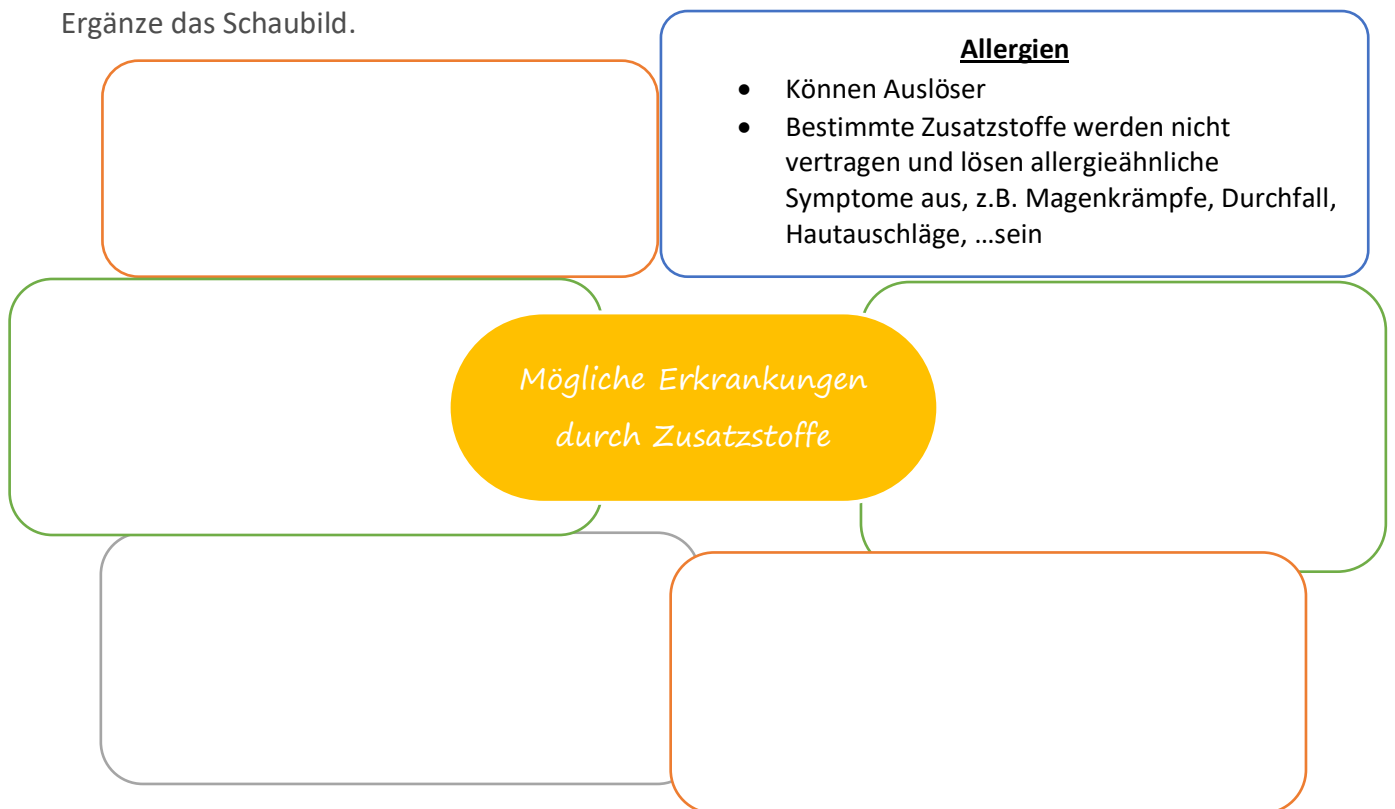 Ergänze das Schaubild.
Allergien
• Können Auslöser
• Bestimmte Zusatzstoffe werden nicht
vertragen und lösen allergieähnliche
Symptome aus, z.B. Magenkrämpfe, Durchfall,
Hautauschläge, …sein
Mögliche Erkrankungen
durch Zusatzstoffe